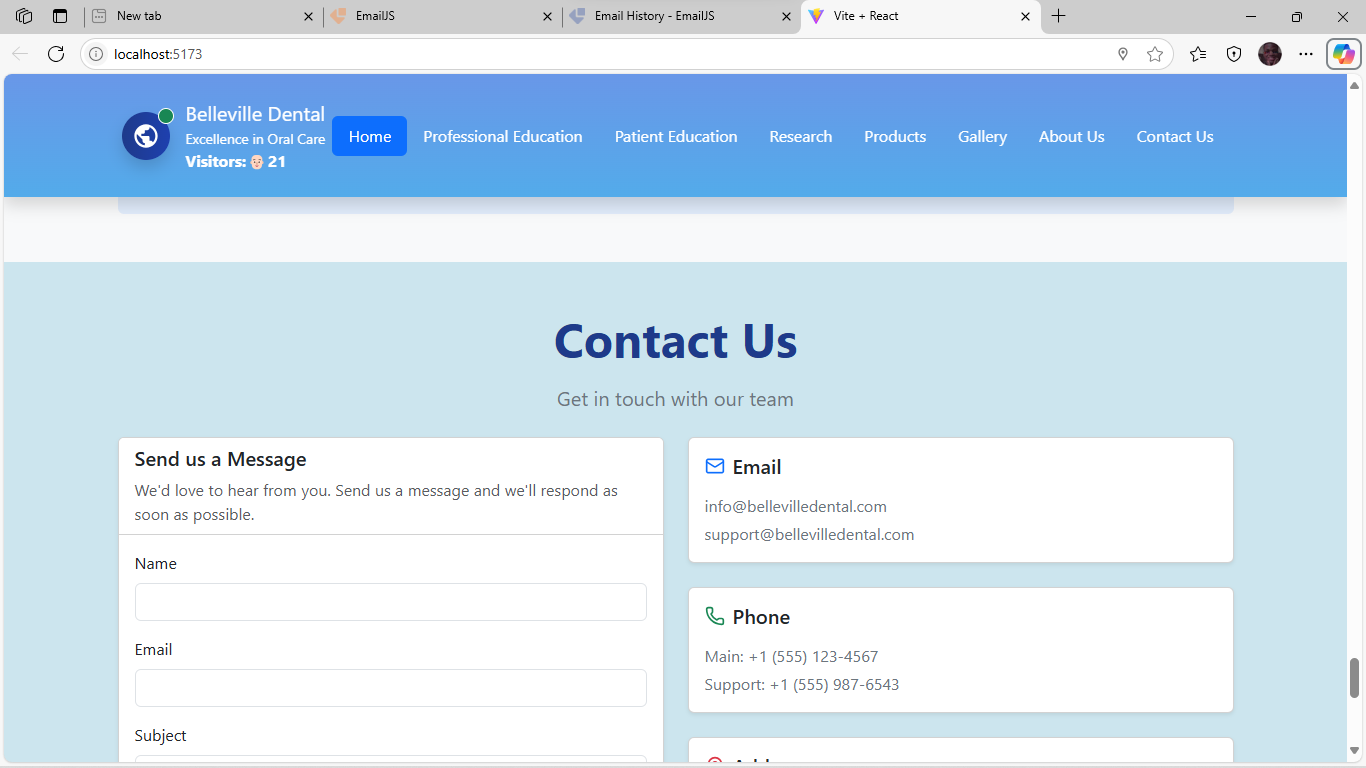 New tab
EmailJS
Email History - EmailJS
Vite + React
localhost:5173
Belleville Dental
Excellence in Oral Care
Visitors: 👨🏻‍🦲 21
Home
Professional Education
Patient Education
Research
Products
Gallery
About Us
Contact Us
Contact Us
Get in touch with our team
Send us a Message
We'd love to hear from you. Send us a message and we'll respond as
soon as possible.
Name
Email
Subject
Email
info@bellevilledental.com
support@bellevilledental.com
Phone
Main: +1 (555) 123-4567
Support: +1 (555) 987-6543